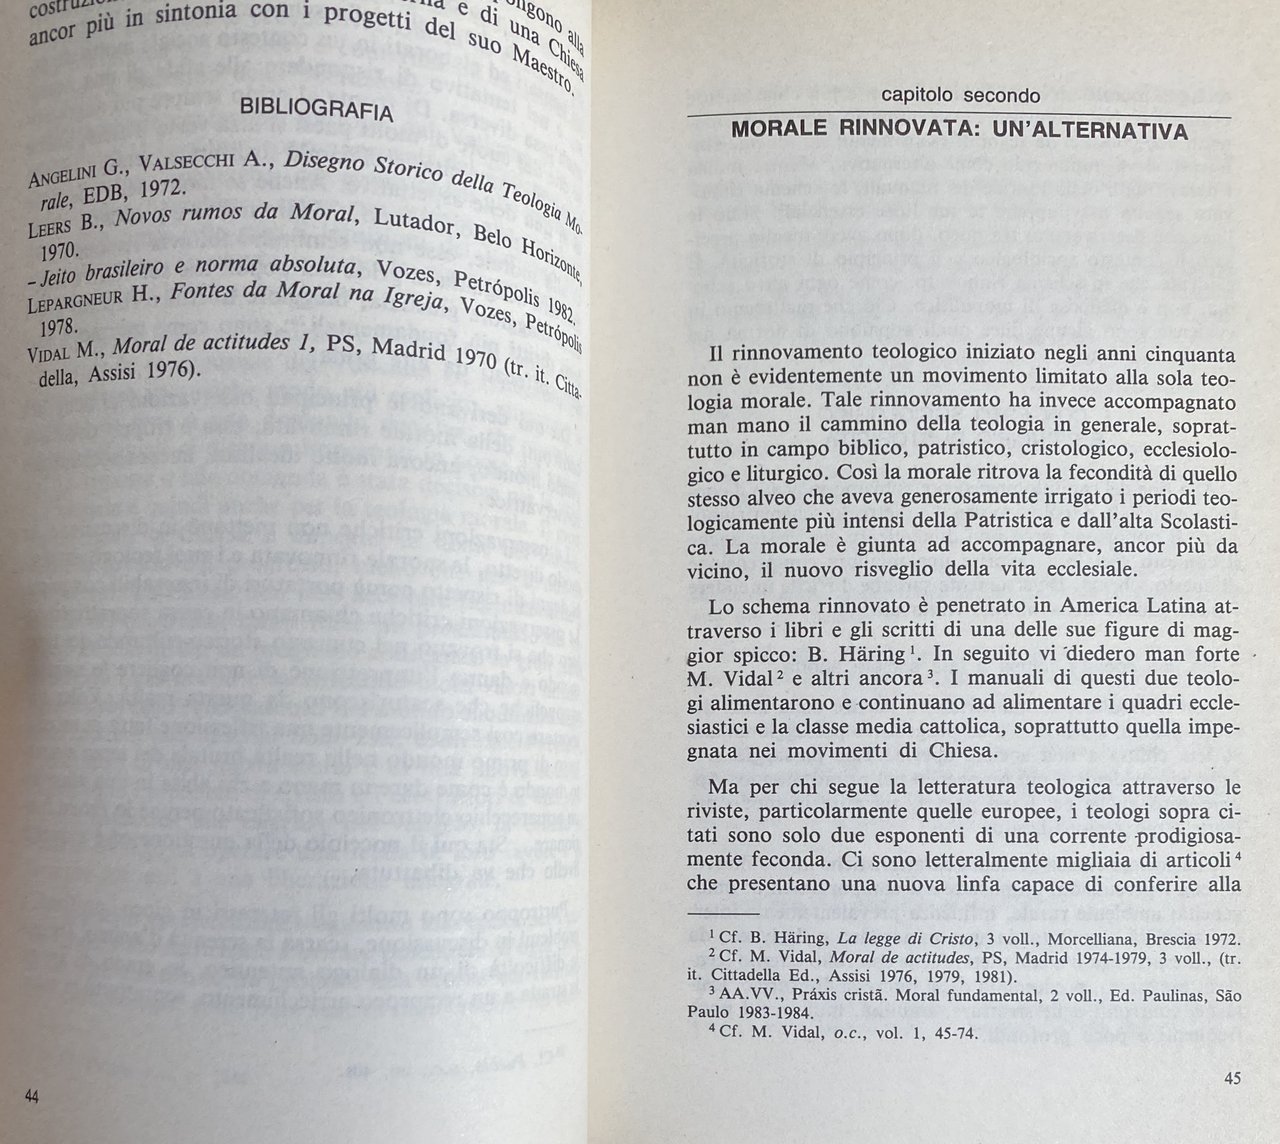 ongono alla
e di una Chiesa
ancor più in sintonia con i progetti del suo Maestro.
BIBLIOGRAFIA
ANGELINI G., VALSECCHI A., Disegno Storico della Teologia Mo-
rale, EDB, 1972.
LEERS B., Novos rumos da Moral, Lutador, Belo Horizonte,
1970.
- Jeito brasileiro e norma absoluta, Vozes, Petrópolis 1982.
LEPARGNEUR H., Fontes da Moral na Igreja, Vozes, Petrópolis
1978.
VIDAL M., Moral de actitudes I, PS, Madrid 1970 (tr. it. Citta-
della, Assisi 1976).
44
capitolo secondo
MORALE RINNOVATA: UN'ALTERNATIVA
Il rinnovamento teologico iniziato negli anni cinquanta
non è evidentemente un movimento limitato alla sola teo-
logia morale. Tale rinnovamento ha invece accompagnato
man mano il cammino della teologia in generale, soprat-
tutto in campo biblico, patristico, cristologico, ecclesiolo-
gico e liturgico. Così la morale ritrova la fecondità di quello
stesso alveo che aveva generosamente irrigato i periodi teo-
logicamente più intensi della Patristica e dall'alta Scolasti-
ca. La morale è giunta ad accompagnare, ancor più da
vicino, il nuovo risveglio della vita ecclesiale.
Lo schema rinnovato è penetrato in America Latina at-
traverso i libri e gli scritti di una delle sue figure di mag-
gior spicco: B. Häring¹. In seguito vi diedero man forte
M. Vidal² e altri ancora³. I manuali di questi due teolo-
gi alimentarono e continuano ad alimentare i quadri eccle-
siastici e la classe media cattolica, soprattutto quella impe-
gnata nei movimenti di Chiesa.
Ma per chi segue la letteratura teologica attraverso le
riviste, particolarmente quelle europee, i teologi sopra ci-
tati sono solo due esponenti di una corrente prodigiosa-
mente feconda. Ci sono letteralmente migliaia di articoli⁴
che presentano una nuova linfa capace di conferire alla
¹ Cf. B. Häring, La legge di Cristo, 3 voll., Morcelliana, Brescia 1972.
² Cf. M. Vidal, Moral de actitudes, PS, Madrid 1974-1979, 3 voll., (tr.
it. Cittadella Ed., Assisi 1976, 1979, 1981).
³ AA.VV., Práxis cristã. Moral fundamental, 2 voll., Ed. Paulinas, São
Paulo 1983-1984.
⁴ Cf. M. Vidal, o.c., vol. 1, 45-74.
45